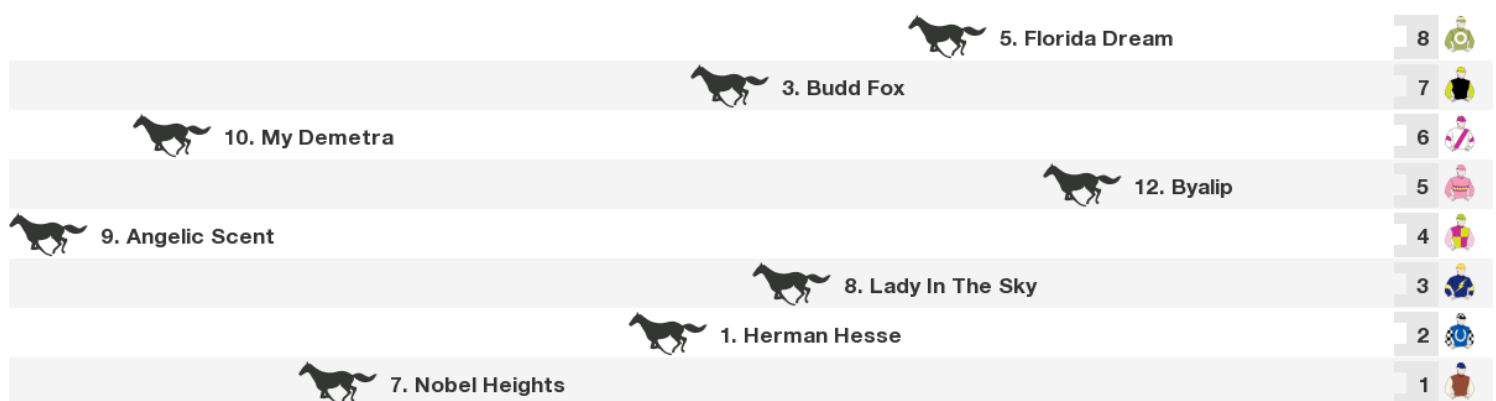 5. Florida Dream 8
3. Budd Fox 7
10. My Demetra 6
12. Byalip 5
9. Angelic Scent 4
8. Lady In The Sky 3
1. Herman Hesse 2
7. Nobel Heights 1